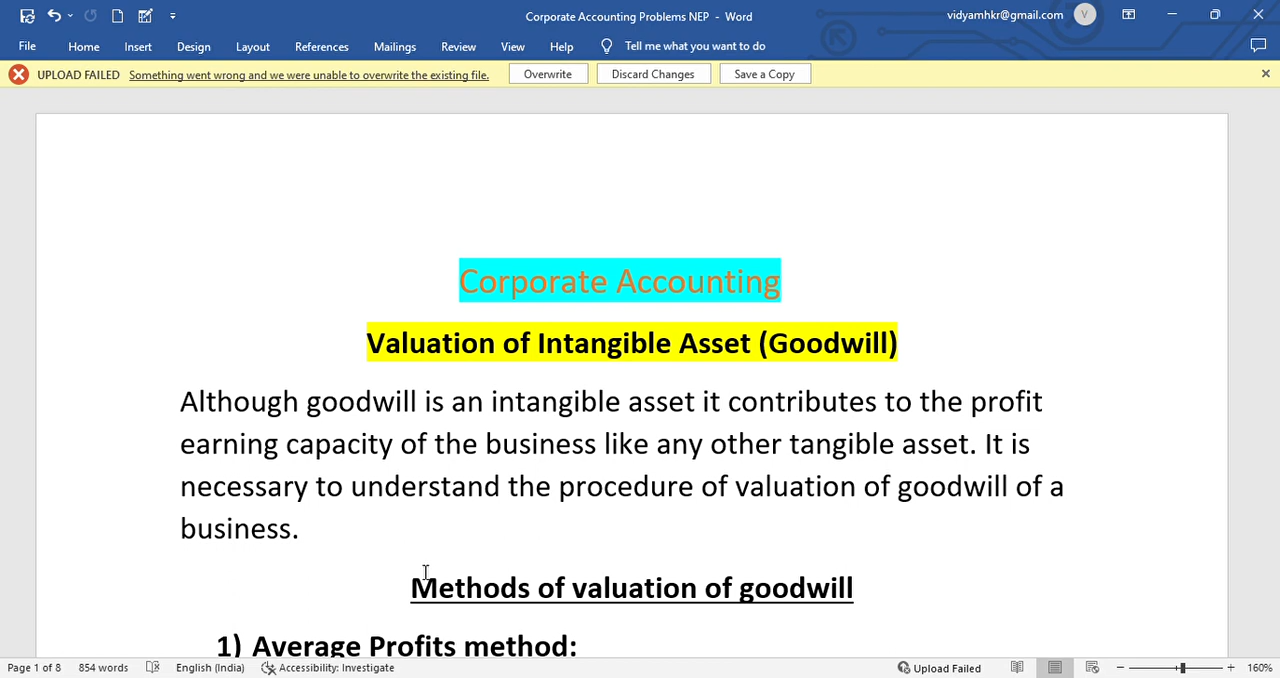 Corporate Accounting Problems NEP - Word
vidyamhkr@gmail.com V
File Home Insert Design Layout References Mailings Review View Help Tell me what you want to do
UPLOAD FAILED Something went wrong and we were unable to overwrite the existing file. Overwrite Discard Changes Save a Copy
Corporate Accounting
Valuation of Intangible Asset (Goodwill)
Although goodwill is an intangible asset it contributes to the profit
earning capacity of the business like any other tangible asset. It is
necessary to understand the procedure of valuation of goodwill of a
business.
Methods of valuation of goodwill
1) Average Profits method:
Page 1 of 8 854 words English (India) Accessibility: Investigate Upload Failed 160%